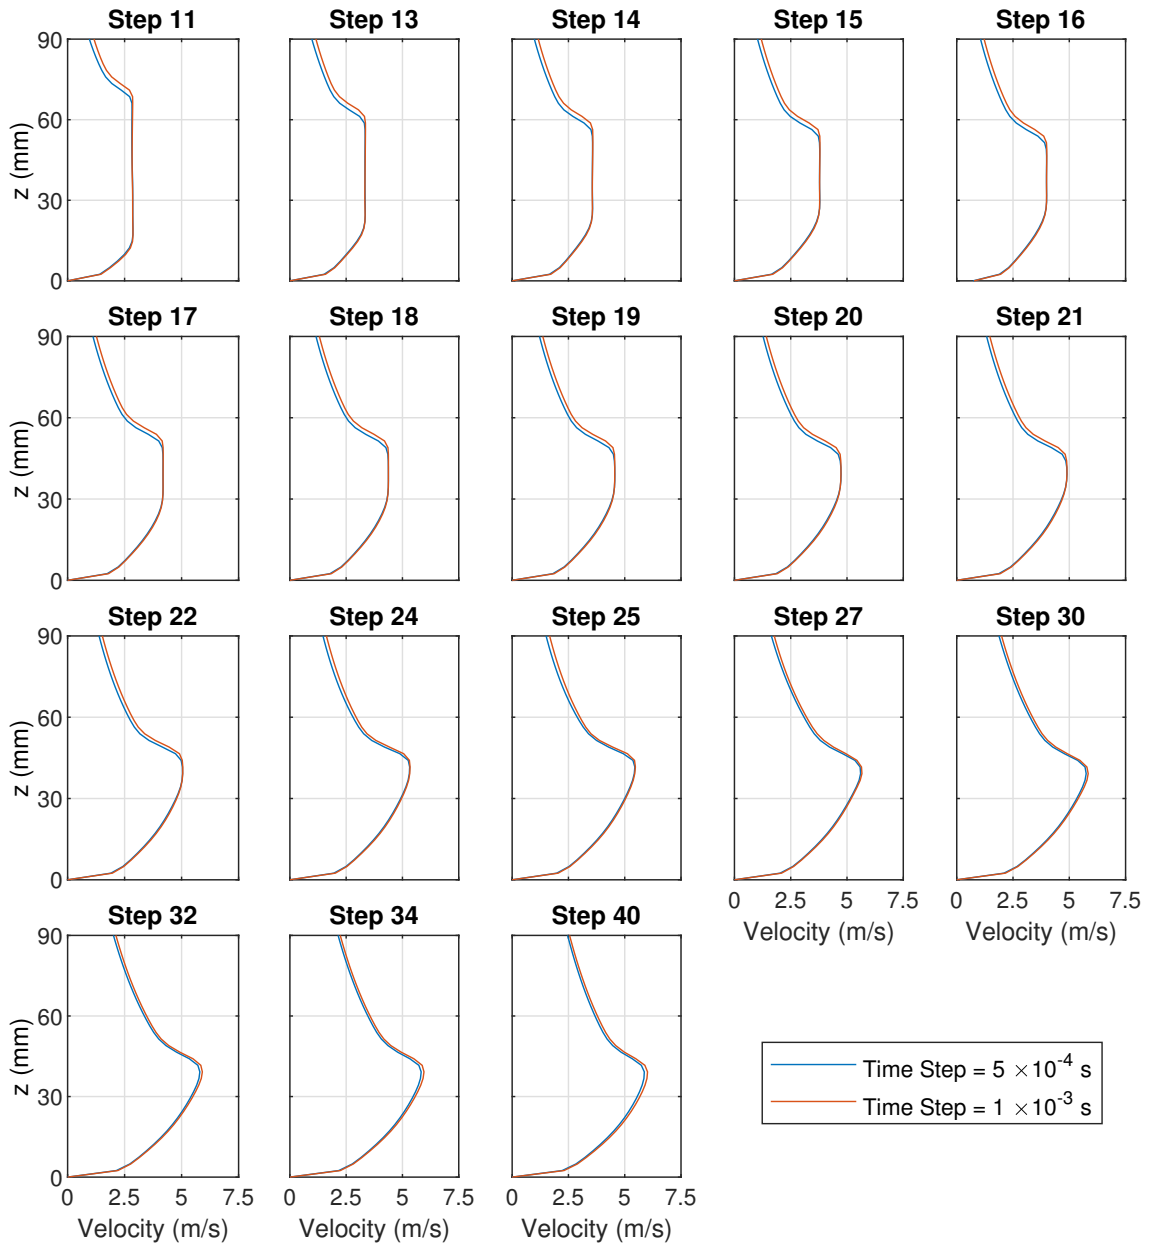 Step 11
Step 13
Step 14
Step 15
Step 16
90
60
30
0
z (mm)
Step 17
Step 18
Step 19
Step 20
Step 21
90
60
30
0
z (mm)
Step 22
Step 24
Step 25
Step 27
Step 30
90
60
30
0
z (mm)
0 2.5 5 7.5
0 2.5 5 7.5
Velocity (m/s)
Velocity (m/s)
Step 32
Step 34
Step 40
90
60
30
0
z (mm)
0 2.5 5 7.5
0 2.5 5 7.5
0 2.5 5 7.5
Velocity (m/s)
Velocity (m/s)
Velocity (m/s)
Time Step = 5 ×10⁻⁴ s
Time Step = 1 ×10⁻³ s